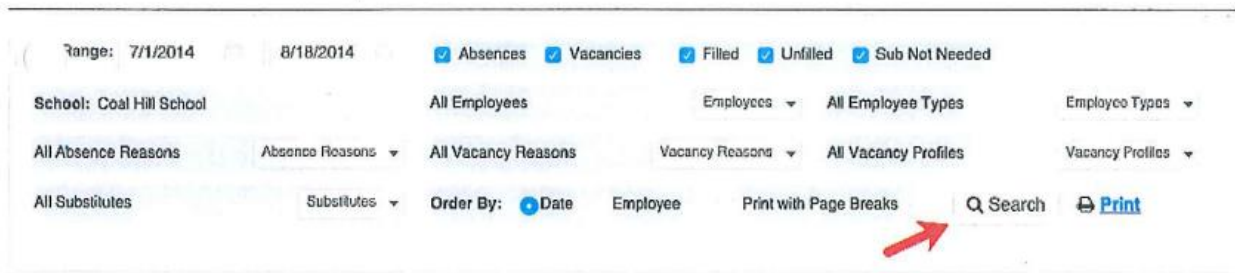 Range: 7/1/2014 8/18/2014 Absences Vacancies Filled Unfilled Sub Not Needed
School: Coal Hill School All Employees Employees All Employee Types Employee Types
All Absence Reasons Absence Reasons All Vacancy Reasons Vacancy Reasons All Vacancy Profiles Vacancy Profiles
All Substitutes Substitutes Order By: Date Employee Print with Page Breaks Search Print